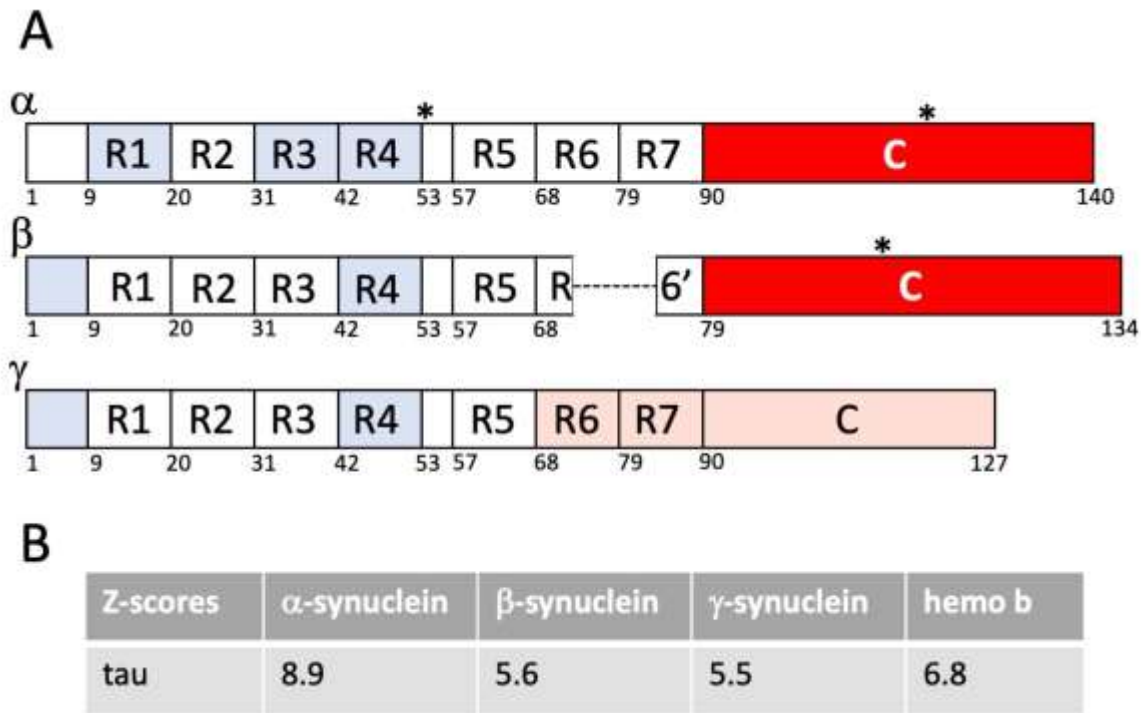 A
α
* *
R1 R2 R3 R4 R5 R6 R7 C
1 9 20 31 42 53 57 68 79 90 140
β
*
R1 R2 R3 R4 R5 R 6’ C
1 9 20 31 42 53 57 68 79 134
γ
R1 R2 R3 R4 R5 R6 R7 C
1 9 20 31 42 53 57 68 79 90 127
B
Z-scores α-synuclein β-synuclein γ-synuclein hemo b
tau 8.9 5.6 5.5 6.8